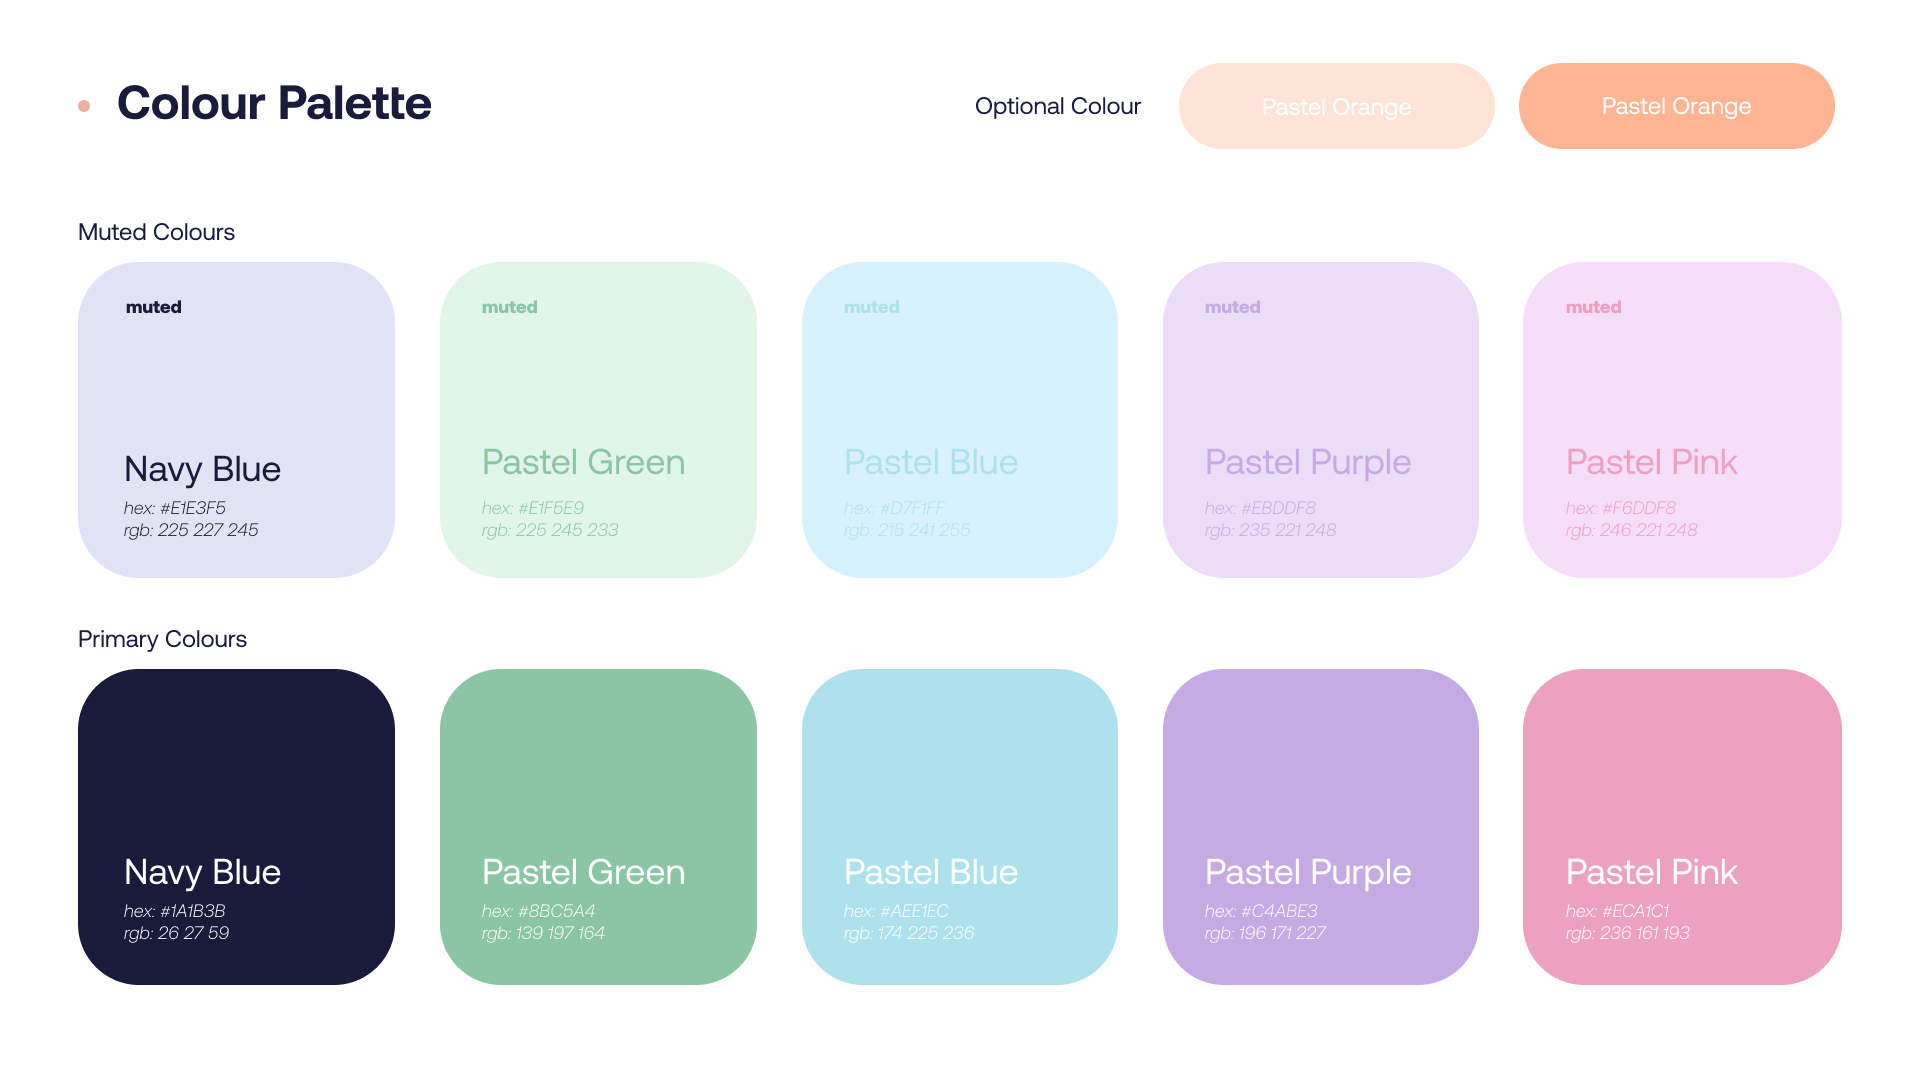 Colour Palette
Optional Colour
Pastel Orange
Pastel Orange
Muted Colours
muted
Navy Blue
hex: #E1E3F5
rgb: 225 227 245
muted
Pastel Green
hex: #E1F5E9
rgb: 225 245 233
muted
Pastel Blue
hex: #D7F1FF
rgb: 215 241 255
muted
Pastel Purple
hex: #EBDDF8
rgb: 235 221 248
muted
Pastel Pink
hex: #F6DDF8
rgb: 246 221 248
Primary Colours
Navy Blue
hex: #1A1B3B
rgb: 26 27 59
Pastel Green
hex: #8BC5A4
rgb: 139 197 164
Pastel Blue
hex: #AEE1EC
rgb: 174 225 236
Pastel Purple
hex: #C4ABE3
rgb: 196 171 227
Pastel Pink
hex: #ECA1C1
rgb: 236 161 193